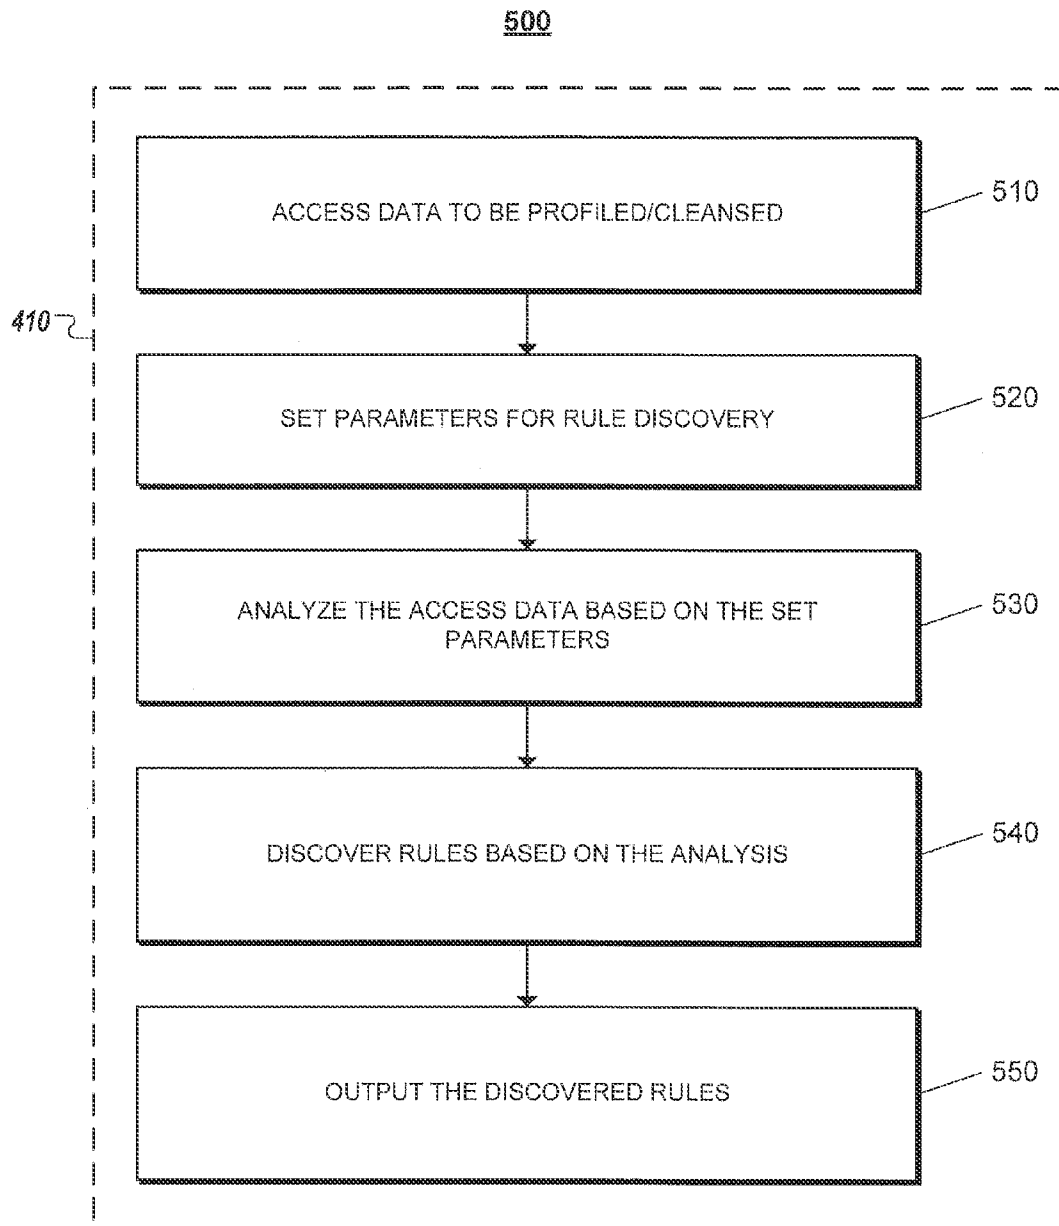 500
ACCESS DATA TO BE PROFILED/CLEANSED
510
410
SET PARAMETERS FOR RULE DISCOVERY
520
ANALYZE THE ACCESS DATA BASED ON THE SET
PARAMETERS
530
DISCOVER RULES BASED ON THE ANALYSIS
540
OUTPUT THE DISCOVERED RULES
550